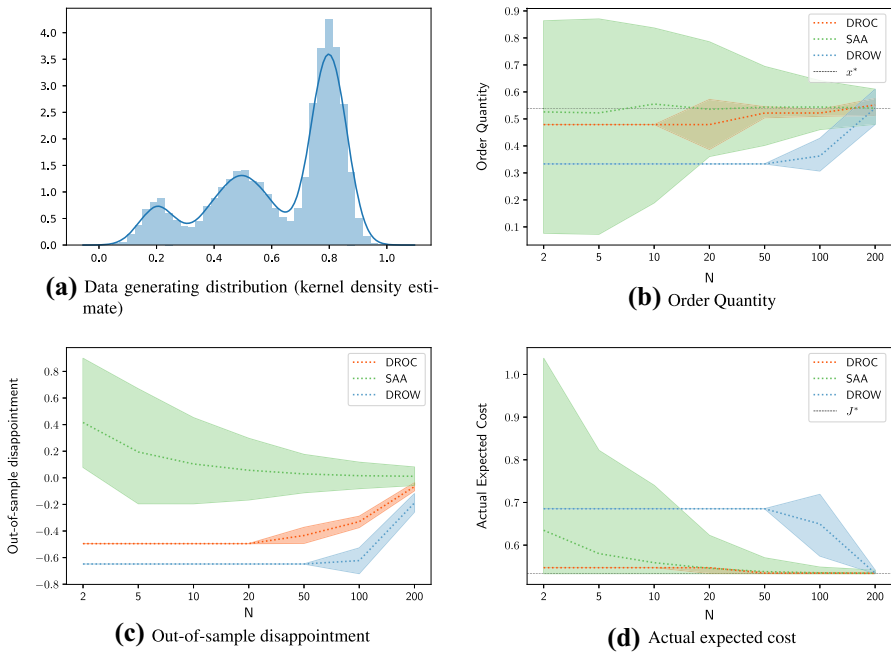 4.0
3.5
3.0
2.5
2.0
1.5
1.0
0.5
0.0
0.0 0.2 0.4 0.6 0.8 1.0
(a) Data generating distribution (kernel density esti-
mate)
0.9
0.8
0.7
0.6
0.5
0.4
0.3
0.2
0.1
Order Quantity
DROC
SAA
DROW
x*
2 5 10 20 50 100 200
N
(b) Order Quantity
0.8
0.6
0.4
0.2
0.0
−0.2
−0.4
−0.6
−0.8
Out-of-sample disappointment
DROC
SAA
DROW
2 5 10 20 50 100 200
N
(c) Out-of-sample disappointment
1.0
0.9
0.8
0.7
0.6
Actual Expected Cost
DROC
SAA
DROW
J*
2 5 10 20 50 100 200
N
(d) Actual expected cost